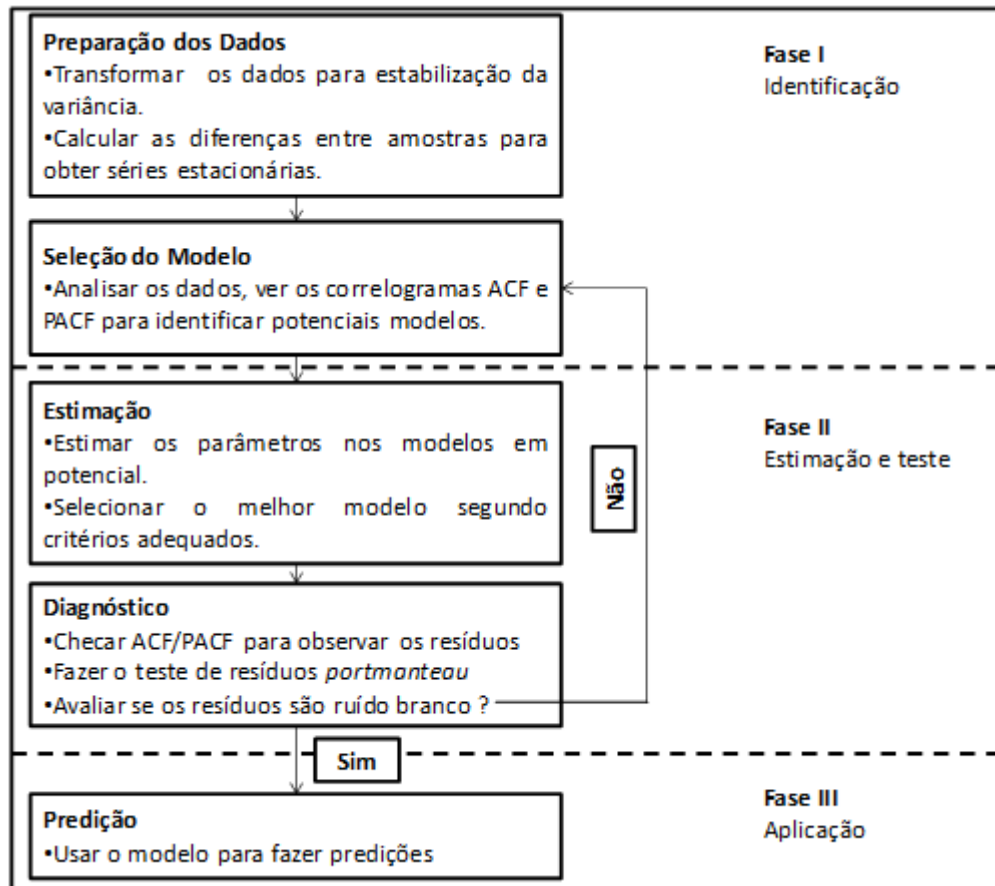 Preparação dos Dados
•Transformar os dados para estabilização da
variância.
•Calcular as diferenças entre amostras para
obter séries estacionárias.
Fase I
Identificação
Seleção do Modelo
•Analisar os dados, ver os correlogramas ACF e
PACF para identificar potenciais modelos.
Estimação
•Estimar os parâmetros nos modelos em
potencial.
•Selecionar o melhor modelo segundo
critérios adequados.
Não
Fase II
Estimação e teste
Diagnóstico
•Checar ACF/PACF para observar os resíduos
•Fazer o teste de resíduos portmanteau
•Avaliar se os resíduos são ruído branco ?
Sim
Predição
•Usar o modelo para fazer predições
Fase III
Aplicação